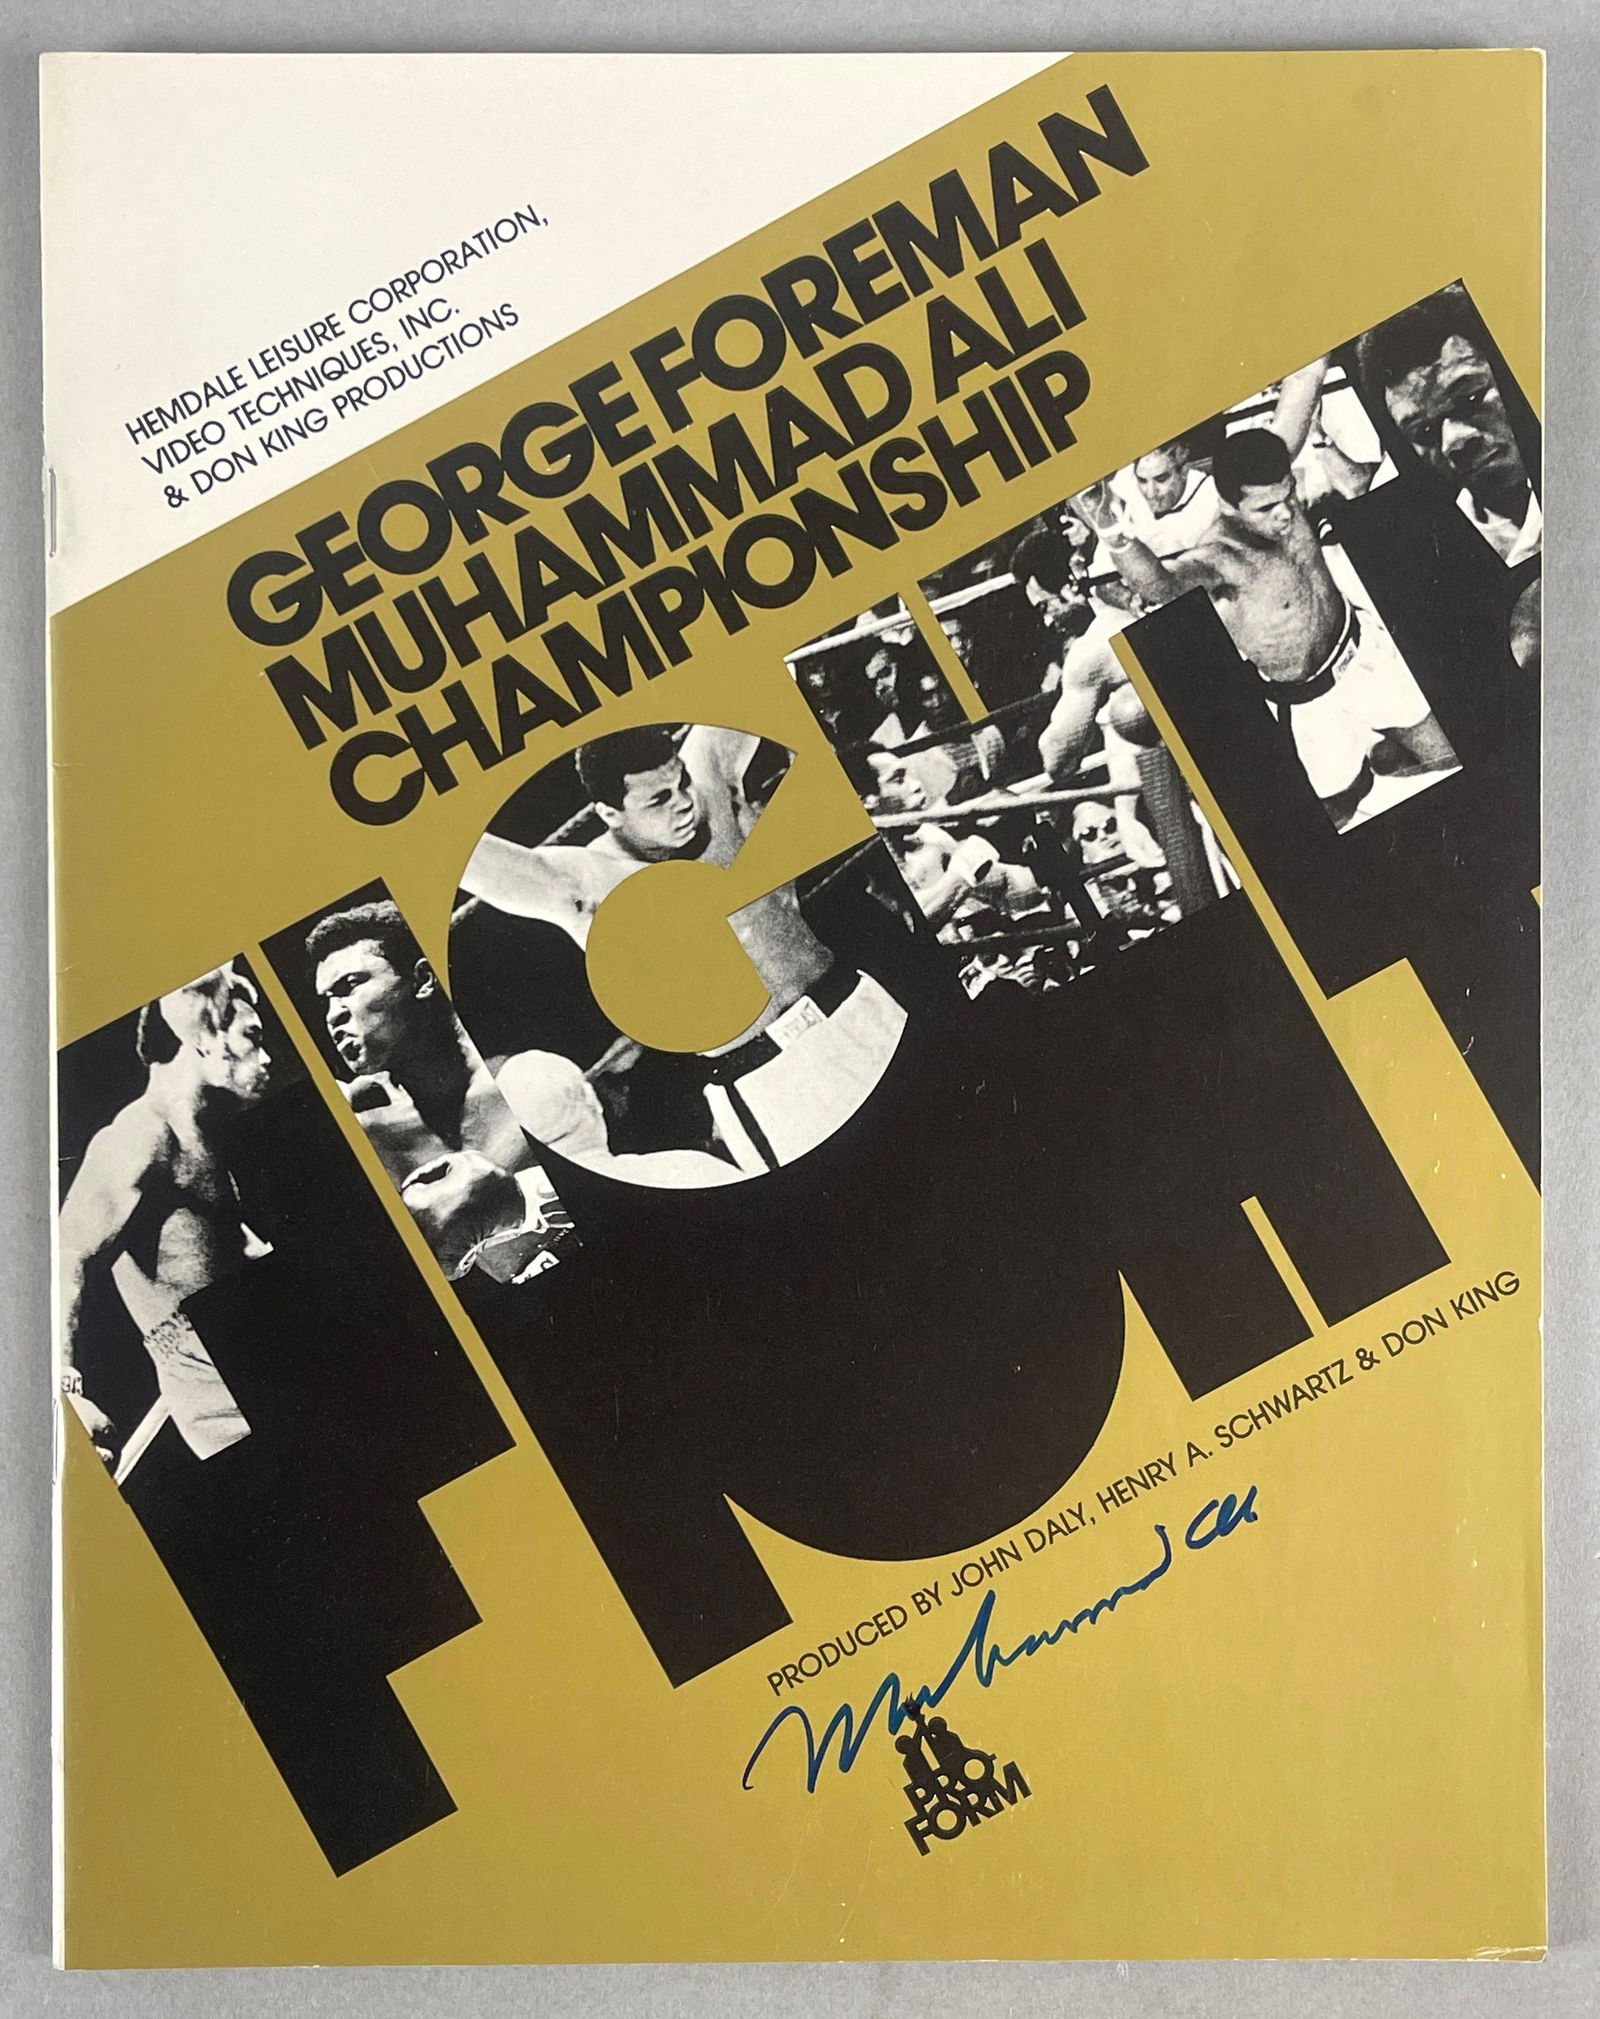 HEMDALE LEISURE CORPORATION,
VIDEO TECHNIQUES, INC.
& DON KING PRODUCTIONS
GEORGE FOREMAN
MUHAMMAD ALI
CHAMPIONSHIP
FIGHT
PRODUCED BY JOHN DALY, HENRY A. SCHWARTZ & DON KING
Muhammad Ali
PRO
FORM